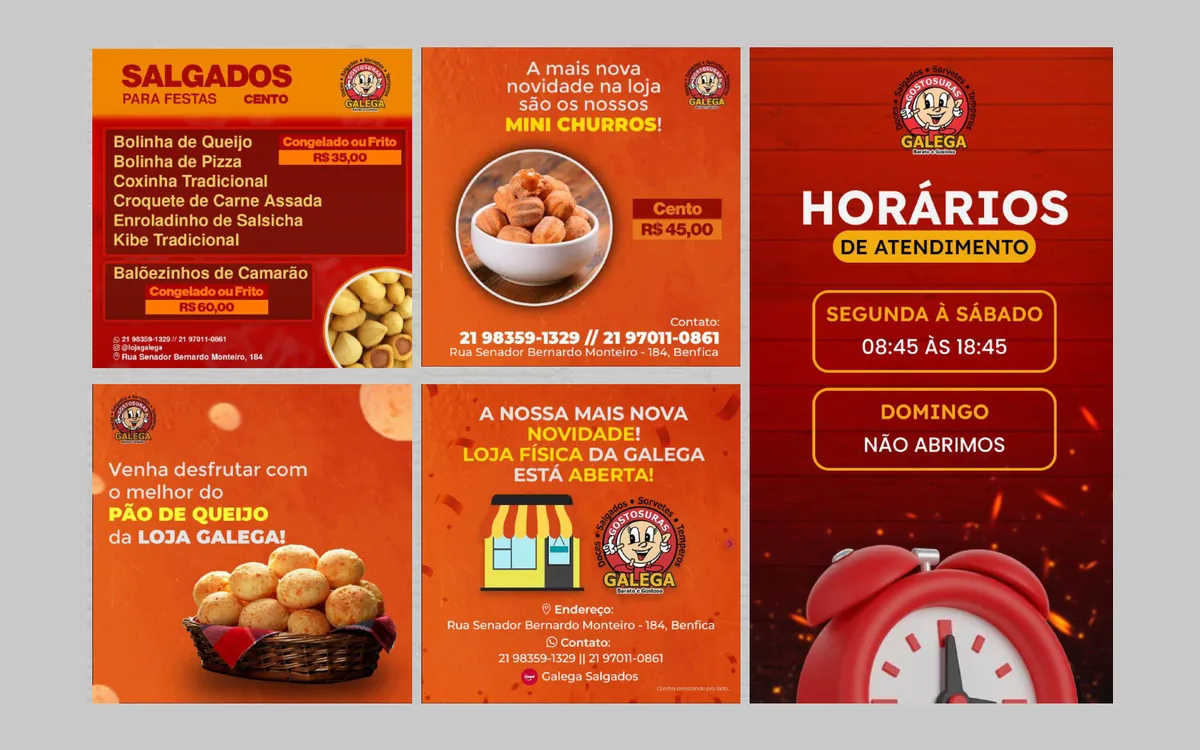 SALGADOS
PARA FESTAS CENTO
GOSTOSURAS
GALEGA
Bolinha de Queijo
Congelado ou Frito
R$ 35,00
Bolinha de Pizza
Coxinha Tradicional
Croquete de Carne Assada
Enroladinho de Salsicha
Kibe Tradicional
Balõezinhos de Camarão
Congelado ou Frito
R$ 60,00
21 98359-1329 // 21 97011-0861
@lojagalega
Rua Senador Bernardo Monteiro, 184
A mais nova
novidade na loja
são os nossos
MINI CHURROS!
GOSTOSURAS
GALEGA
Cento
R$ 45,00
Contato:
21 98359-1329 // 21 97011-0861
Rua Senador Bernardo Monteiro - 184, Benfica
Doces • Salgados • Sorvetes • Temperos
GOSTOSURAS
GALEGA
Barato e Gostoso
HORÁRIOS
DE ATENDIMENTO
SEGUNDA À SÁBADO
08:45 ÀS 18:45
DOMINGO
NÃO ABRIMOS
GOSTOSURAS
GALEGA
Venha desfrutar com
o melhor do
PÃO DE QUEIJO
da LOJA GALEGA!
A NOSSA MAIS NOVA
NOVIDADE!
LOJA FÍSICA DA GALEGA
ESTÁ ABERTA!
Doces • Salgados • Sorvetes • Temperos
GOSTOSURAS
GALEGA
Barato e Gostoso
Endereço:
Rua Senador Bernardo Monteiro - 184, Benfica
Contato:
21 98359-1329 || 21 97011-0861
Galega Salgados
Confira arrastando pro lado...